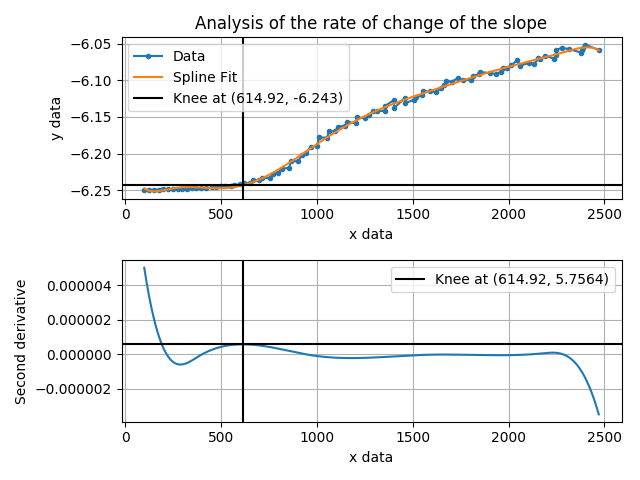 Analysis of the rate of change of the slope
y data
−6.05
−6.10
−6.15
−6.20
−6.25
Data
Spline Fit
Knee at (614.92, -6.243)
0 500 1000 1500 2000 2500
x data
Second derivative
0.000004
0.000002
0.000000
−0.000002
Knee at (614.92, 5.7564)
0 500 1000 1500 2000 2500
x data